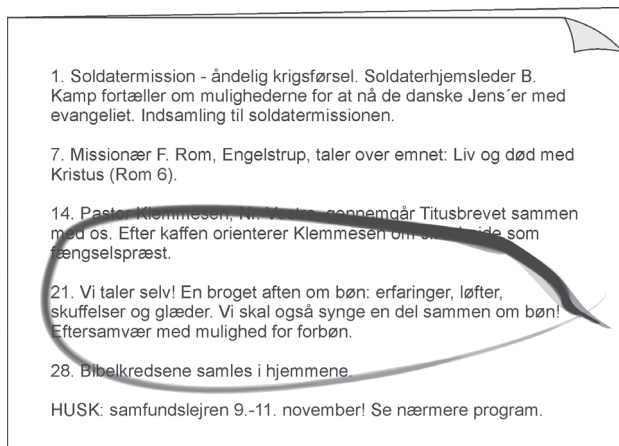 1. Soldatermission - åndelig krigsførsel. Soldaterhjemsleder B.
Kamp fortæller om mulighederne for at nå de danske Jens´er med
evangeliet. Indsamling til soldatermissionen.
7. Missionær F. Rom, Engelstrup, taler over emnet: Liv og død med
Kristus (Rom 6).
14. Pastor Klemmesen, Nr. gennemgår Titusbrevet sammen
med os. Efter kaffen orienterer Klemmesen om som
fængselspræst.
21. Vi taler selv! En broget aften om bøn: erfaringer, løfter,
skuffelser og glæder. Vi skal også synge en del sammen om bøn!
Eftersamvær med mulighed for forbøn.
28. Bibelkredsene samles i hjemmene.
HUSK: samfundslejren 9.-11. november! Se nærmere program.